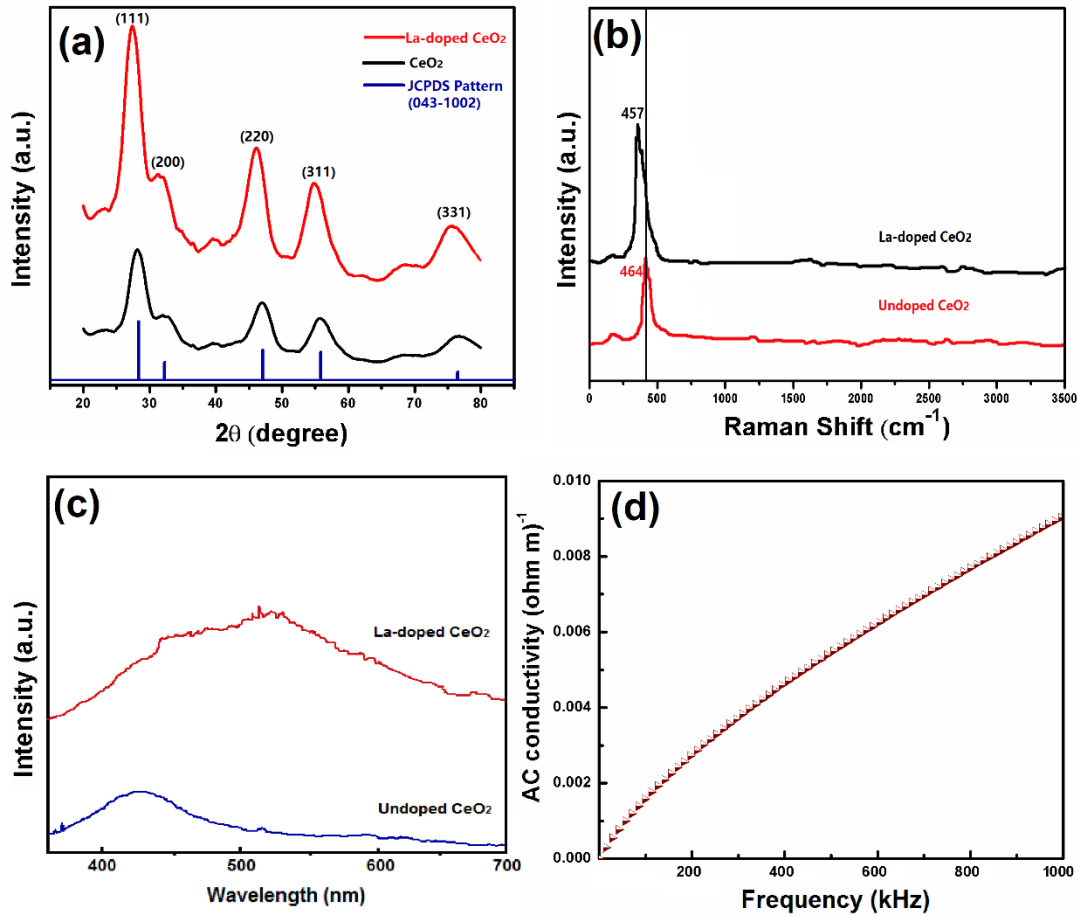 (a)
(111)
(200)
(220)
(311)
(331)
La-doped CeO₂
CeO₂
JCPDS Pattern
(043-1002)
Intensity (a.u.)
20 30 40 50 60 70 80
2θ (degree)
(b)
457
La-doped CeO₂
464
Undoped CeO₂
Intensity (a.u.)
0 500 1000 1500 2000 2500 3000 3500
Raman Shift (cm⁻¹)
(c)
La-doped CeO₂
Undoped CeO₂
Intensity (a.u.)
400 500 600 700
Wavelength (nm)
(d)
AC conductivity (ohm m)⁻¹
0.010
0.008
0.006
0.004
0.002
0.000
200 400 600 800 1000
Frequency (kHz)